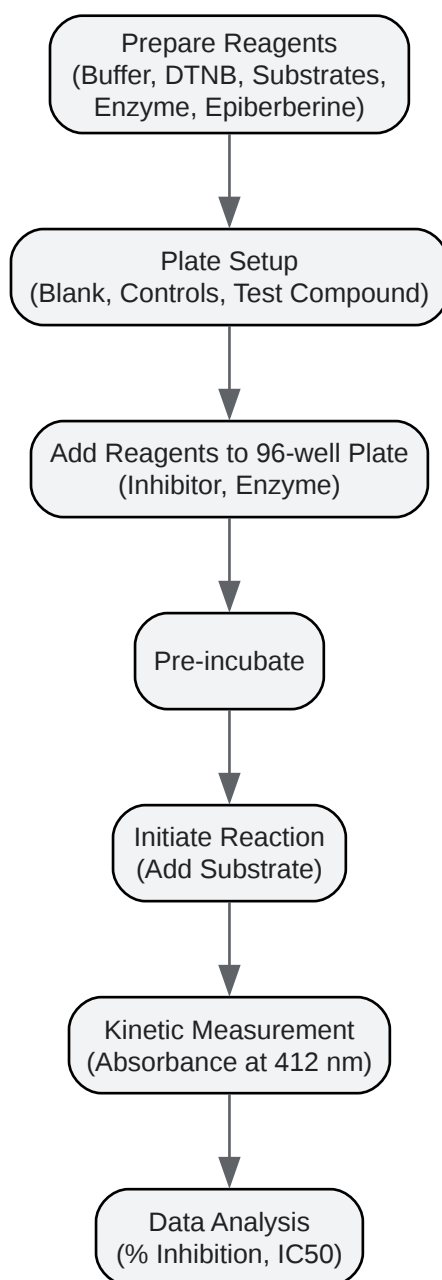 Prepare Reagents
(Buffer, DTNB, Substrates,
Enzyme, Epiberberine)
Plate Setup
(Blank, Controls, Test Compound)
Add Reagents to 96-well Plate
(Inhibitor, Enzyme)
Pre-incubate
Initiate Reaction
(Add Substrate)
Kinetic Measurement
(Absorbance at 412 nm)
Data Analysis
(% Inhibition, IC50)